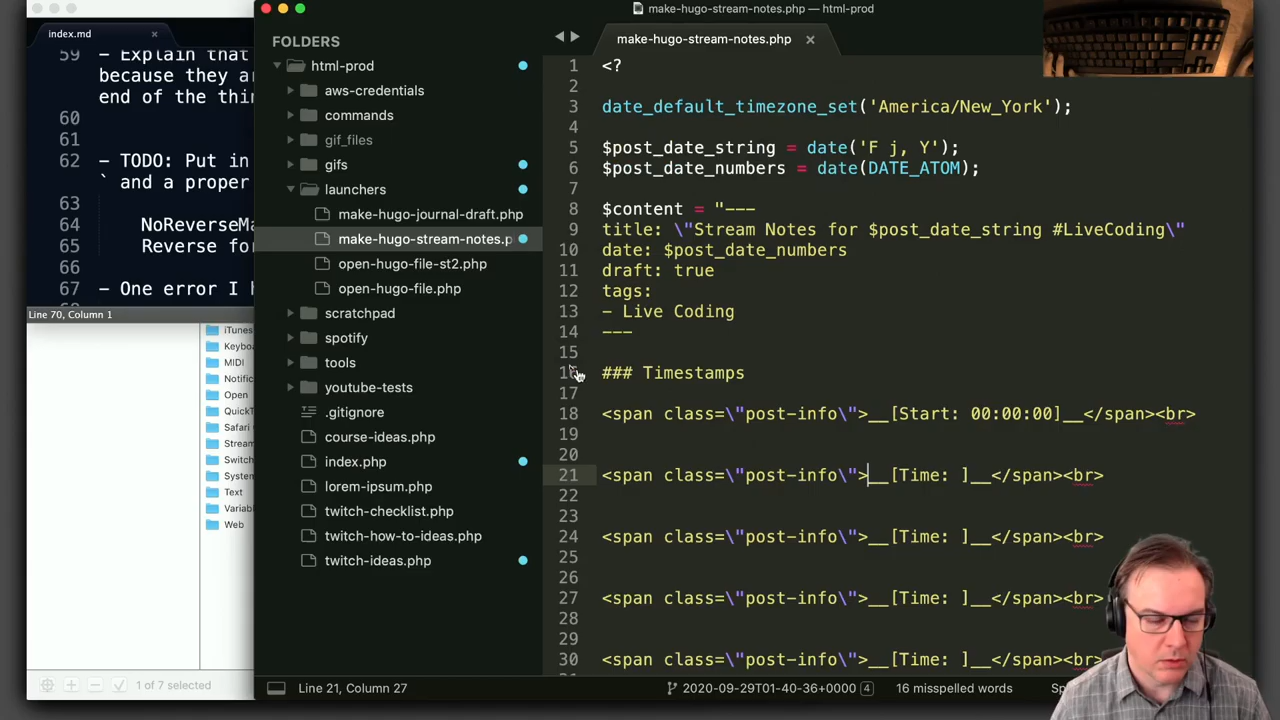 make-hugo-stream-notes.php — html-prod
index.md
59 - Explain that
because they ar
end of the thin
60
61
62 - TODO: Put in
` and a proper
63
64 NoReverseMa
65 Reverse for
66
67 - One error I h
Line 70, Column 1
iTunes
Keyboa
MIDI
Notific
Open
QuickT
Safari
Stream
Switch
System
Text
Variab
Web
1 of 7 selected
FOLDERS
html-prod
aws-credentials
commands
gif_files
gifs
launchers
make-hugo-journal-draft.php
make-hugo-stream-notes.p
open-hugo-file-st2.php
open-hugo-file.php
scratchpad
spotify
tools
youtube-tests
.gitignore
course-ideas.php
index.php
lorem-ipsum.php
twitch-checklist.php
twitch-how-to-ideas.php
twitch-ideas.php
make-hugo-stream-notes.php
1 <?
2
3 date_default_timezone_set('America/New_York');
4
5 $post_date_string = date('F j, Y');
6 $post_date_numbers = date(DATE_ATOM);
7
8 $content = "---
9 title: \"Stream Notes for $post_date_string #LiveCoding\"
10 date: $post_date_numbers
11 draft: true
12 tags:
13 - Live Coding
14 ---
15
16 ### Timestamps
17
18 <span class=\"post-info\">__[Start: 00:00:00]__</span><br>
19
20
21 <span class=\"post-info\">__[Time: ]__</span><br>
22
23
24 <span class=\"post-info\">__[Time: ]__</span><br>
25
26
27 <span class=\"post-info\">__[Time: ]__</span><br>
28
29
30 <span class=\"post-info\">__[Time: ]__</span><br>
Line 21, Column 27
2020-09-29T01-40-36+0000 4
16 misspelled words
Sp